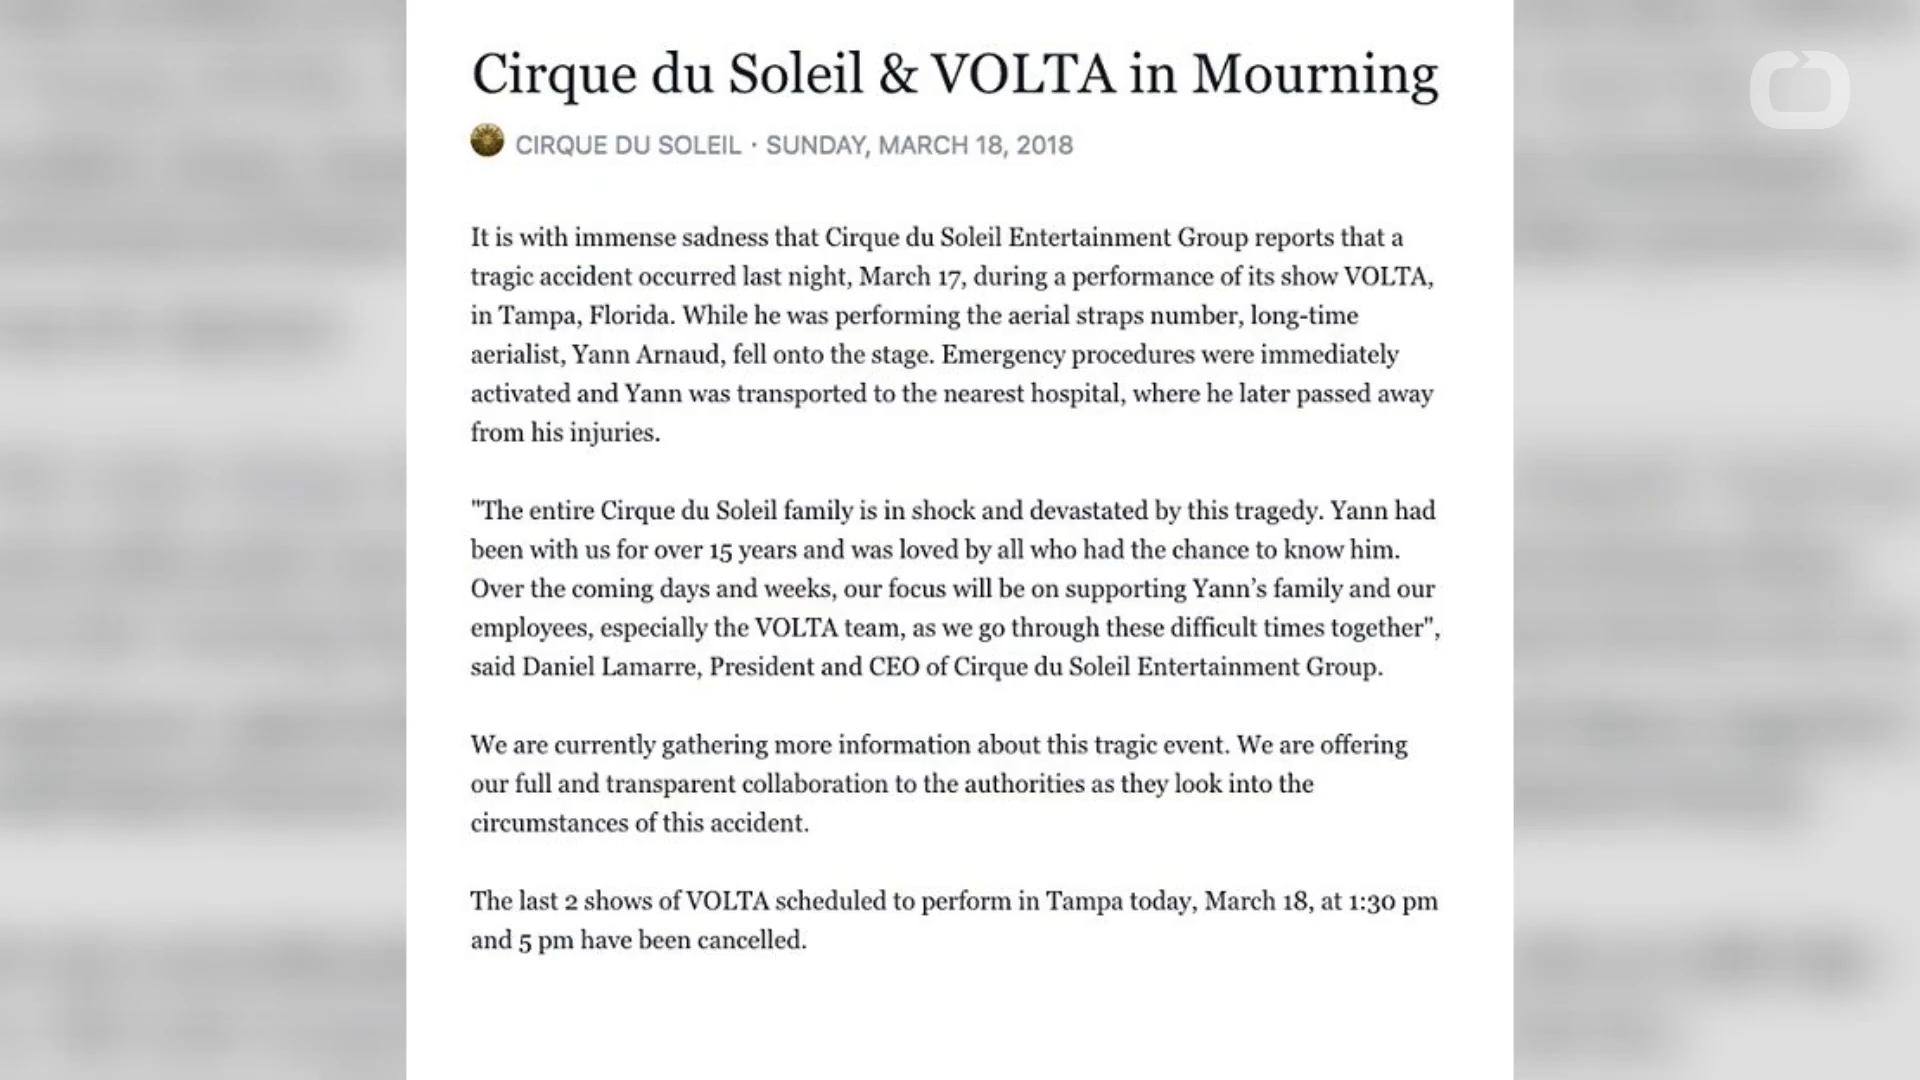 Cirque du Soleil & VOLTA in Mourning
CIRQUE DU SOLEIL · SUNDAY, MARCH 18, 2018
It is with immense sadness that Cirque du Soleil Entertainment Group reports that a
tragic accident occurred last night, March 17, during a performance of its show VOLTA,
in Tampa, Florida. While he was performing the aerial straps number, long-time
aerialist, Yann Arnaud, fell onto the stage. Emergency procedures were immediately
activated and Yann was transported to the nearest hospital, where he later passed away
from his injuries.
"The entire Cirque du Soleil family is in shock and devastated by this tragedy. Yann had
been with us for over 15 years and was loved by all who had the chance to know him.
Over the coming days and weeks, our focus will be on supporting Yann’s family and our
employees, especially the VOLTA team, as we go through these difficult times together",
said Daniel Lamarre, President and CEO of Cirque du Soleil Entertainment Group.
We are currently gathering more information about this tragic event. We are offering
our full and transparent collaboration to the authorities as they look into the
circumstances of this accident.
The last 2 shows of VOLTA scheduled to perform in Tampa today, March 18, at 1:30 pm
and 5 pm have been cancelled.